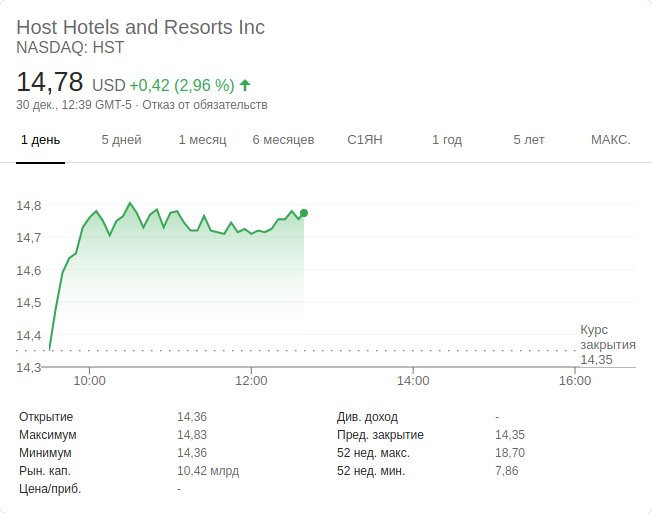 Host Hotels and Resorts Inc
NASDAQ: HST
14,78 USD +0,42 (2,96 %)
30 дек., 12:39 GMT-5 · Отказ от обязательств
1 день 5 дней 1 месяц 6 месяцев С1ЯН 1 год 5 лет МАКС.
14,8
14,7
14,6
14,5
14,4
14,3
Курс
закрытия
14,35
10:00 12:00 14:00 16:00
Открытие 14,36 Див. доход -
Максимум 14,83 Пред. закрытие 14,35
Минимум 14,36 52 нед. макс. 18,70
Рын. кап. 10,42 млрд 52 нед. мин. 7,86
Цена/приб. -